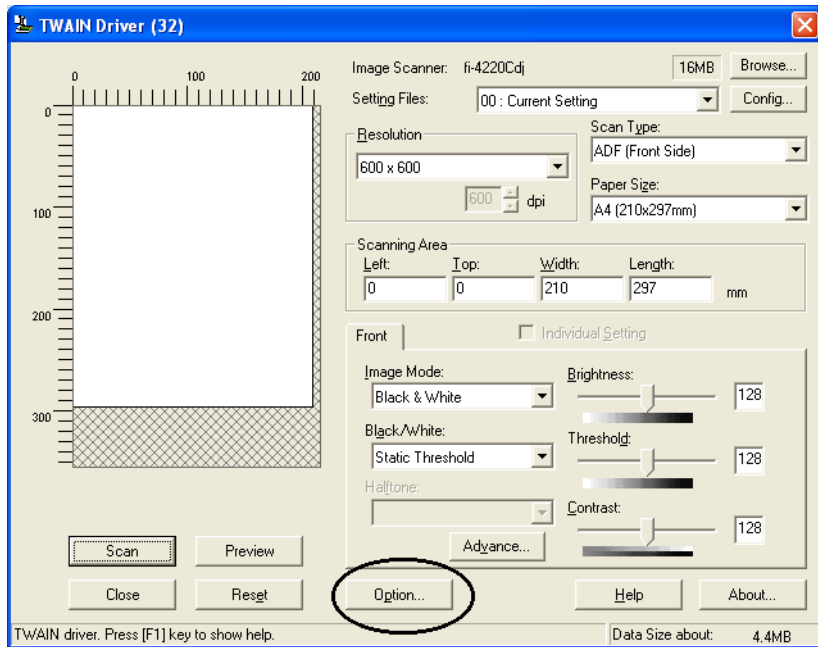 TWAIN Driver (32)
Image Scanner: fi-4220Cdj 16MB Browse...
Setting Files: 00 : Current Setting Config...
0 100 200
0
100
200
300
Resolution
600 x 600
600 dpi
Scan Type:
ADF (Front Side)
Paper Size:
A4 (210x297mm)
Scanning Area
Left: Top: Width: Length:
0 0 210 297 mm
Front Individual Setting
Image Mode:
Black & White
Black/White:
Static Threshold
Halftone:
Advance...
Brightness:
128
Threshold:
128
Contrast:
128
Scan Preview
Close Reset Option... Help About...
TWAIN driver. Press [F1] key to show help. Data Size about: 4.4MB